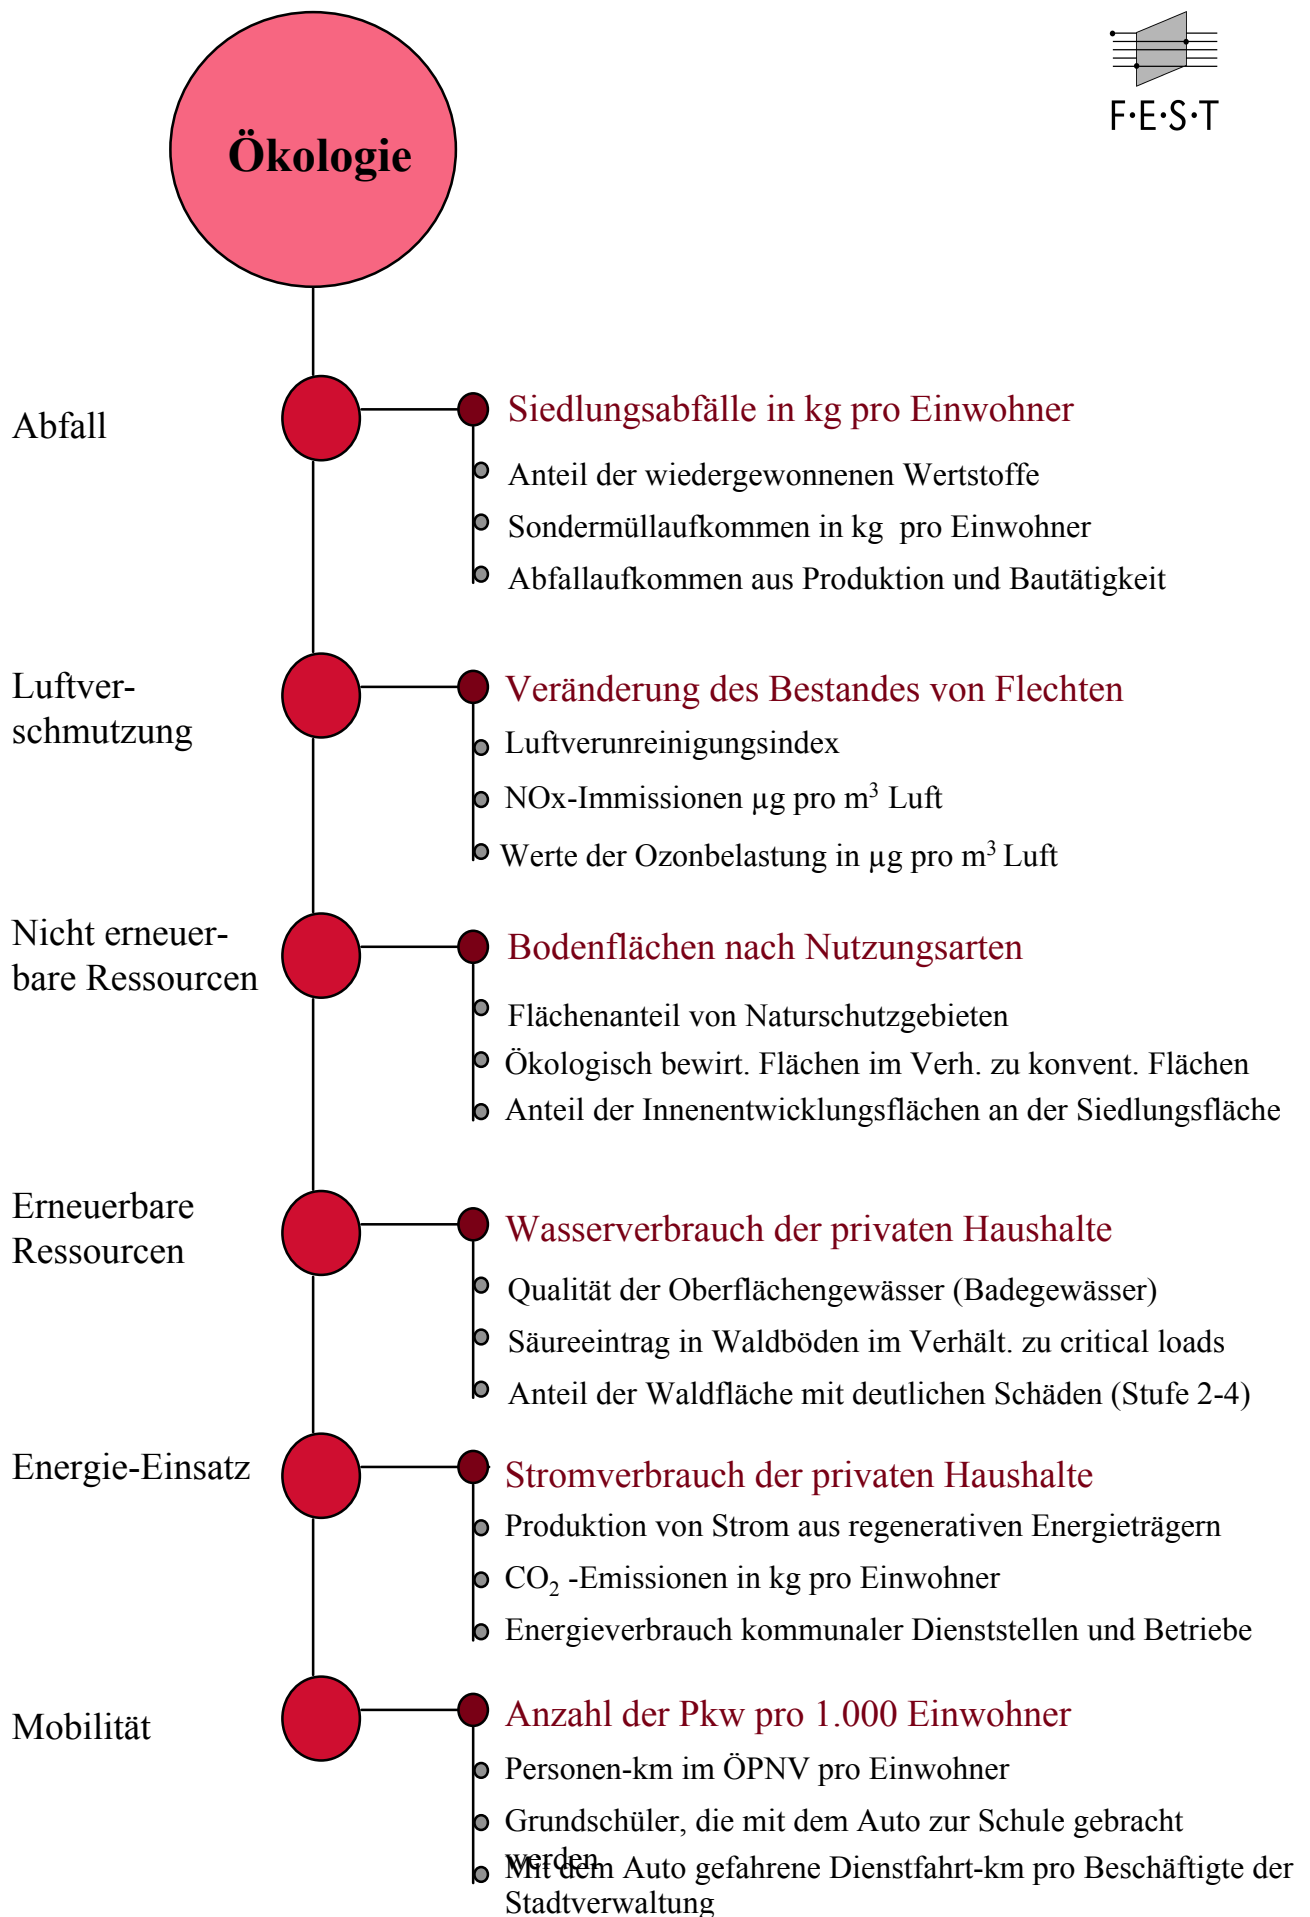 Ökologie
F·E·S·T
Abfall
Siedlungsabfälle in kg pro Einwohner
Anteil der wiedergewonnenen Wertstoffe
Sondermüllaufkommen in kg  pro Einwohner
Abfallaufkommen aus Produktion und Bautätigkeit
Luftver-
schmutzung
Veränderung des Bestandes von Flechten
Luftverunreinigungsindex
NOx-Immissionen µg pro m³ Luft
Werte der Ozonbelastung in µg pro m³ Luft
Nicht erneuer-
bare Ressourcen
Bodenflächen nach Nutzungsarten
Flächenanteil von Naturschutzgebieten
Ökologisch bewirt. Flächen im Verh. zu konvent. Flächen
Anteil der Innenentwicklungsflächen an der Siedlungsfläche
Erneuerbare
Ressourcen
Wasserverbrauch der privaten Haushalte
Qualität der Oberflächengewässer (Badegewässer)
Säureeintrag in Waldböden im Verhält. zu critical loads
Anteil der Waldfläche mit deutlichen Schäden (Stufe 2-4)
Energie-Einsatz
Stromverbrauch der privaten Haushalte
Produktion von Strom aus regenerativen Energieträgern
CO₂ -Emissionen in kg pro Einwohner
Energieverbrauch kommunaler Dienststellen und Betriebe
Mobilität
Anzahl der Pkw pro 1.000 Einwohner
Personen-km im ÖPNV pro Einwohner
Grundschüler, die mit dem Auto zur Schule gebracht
werden
Mit dem Auto gefahrene Dienstfahrt-km pro Beschäftigte der
Stadtverwaltung